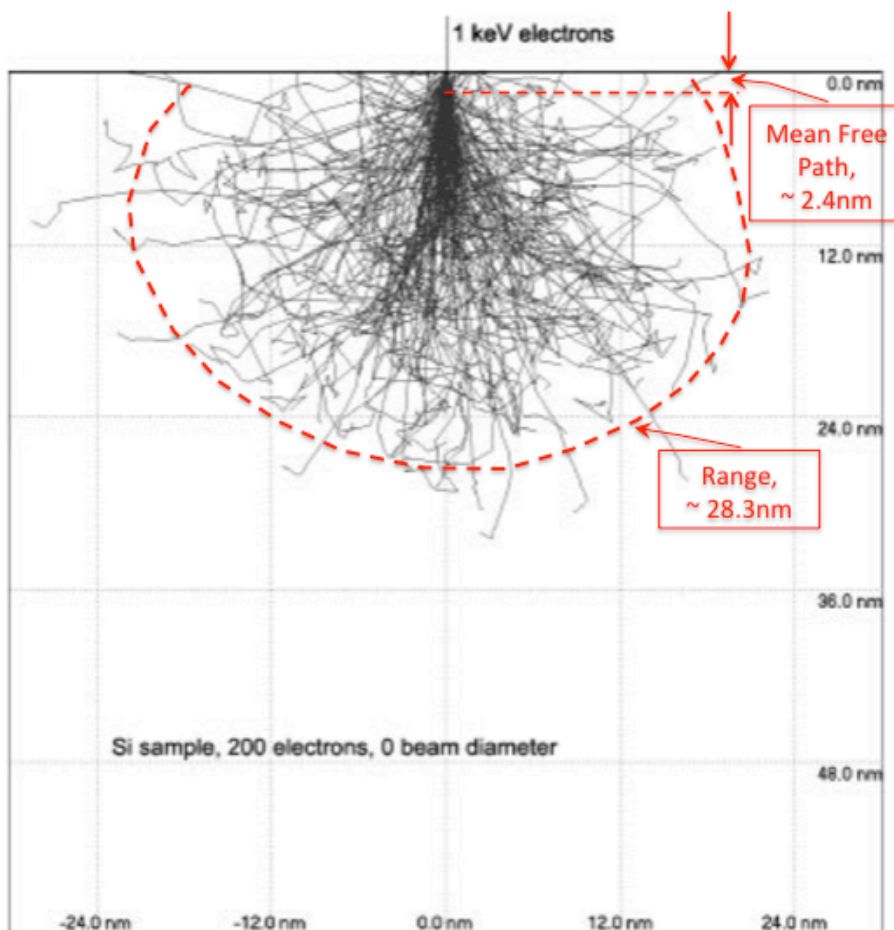 1 keV electrons
0.0 nm
Mean Free
Path,
~ 2.4nm
12.0 nm
24.0 nm
Range,
~ 28.3nm
36.0 nm
Si sample, 200 electrons, 0 beam diameter
48.0 nm
-24.0 nm -12.0 nm 0.0 nm 12.0 nm 24.0 nm